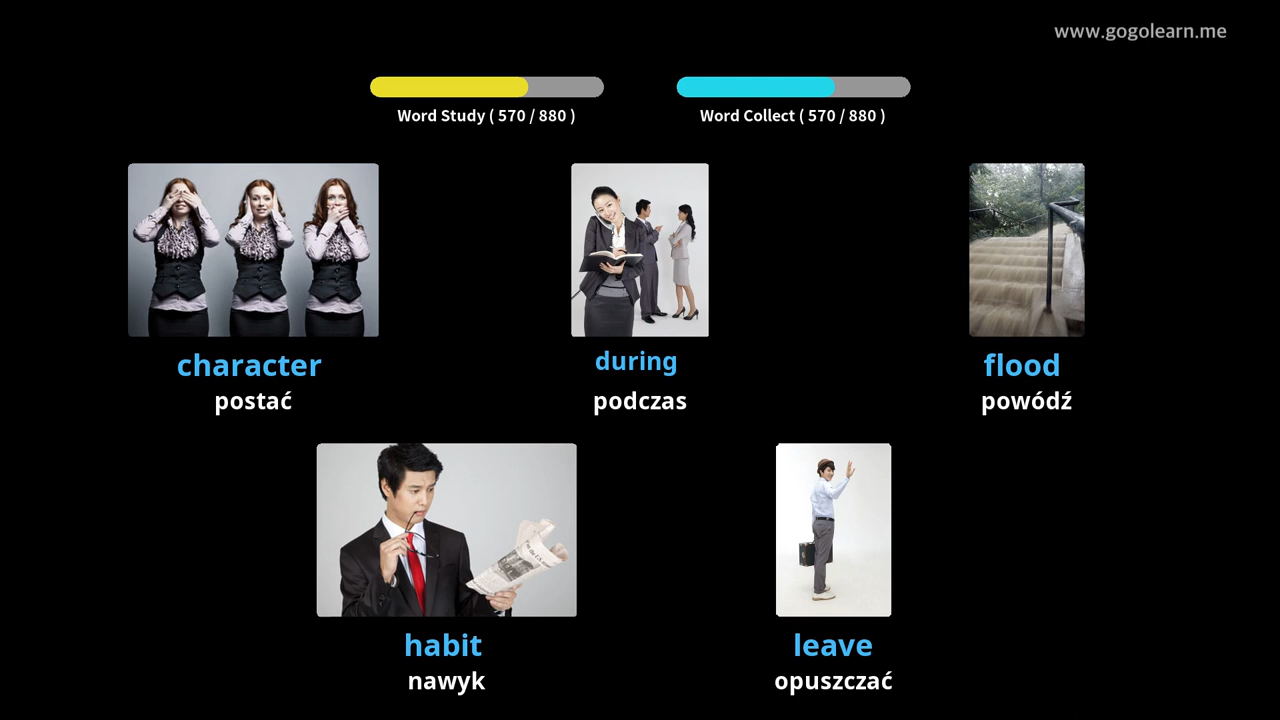 www.gogolearn.me
Word Study ( 570 / 880 )
Word Collect ( 570 / 880 )
character
during
flood
postać
podczas
powódź
habit
leave
nawyk
opuszczać